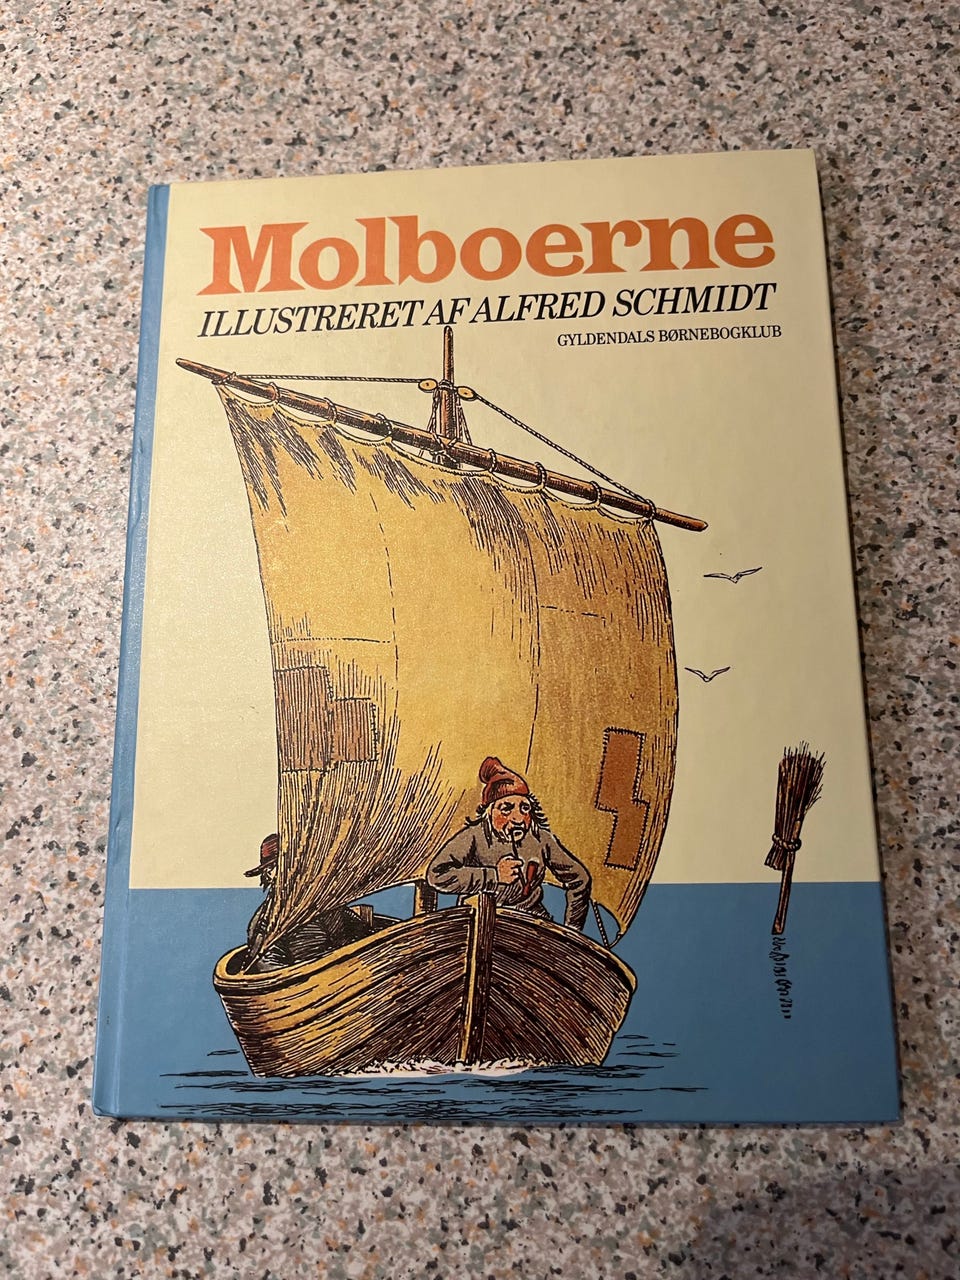 Molboerne
ILLUSTRERET AF ALFRED SCHMIDT
GYLDENDALS BØRNEBOGKLUB